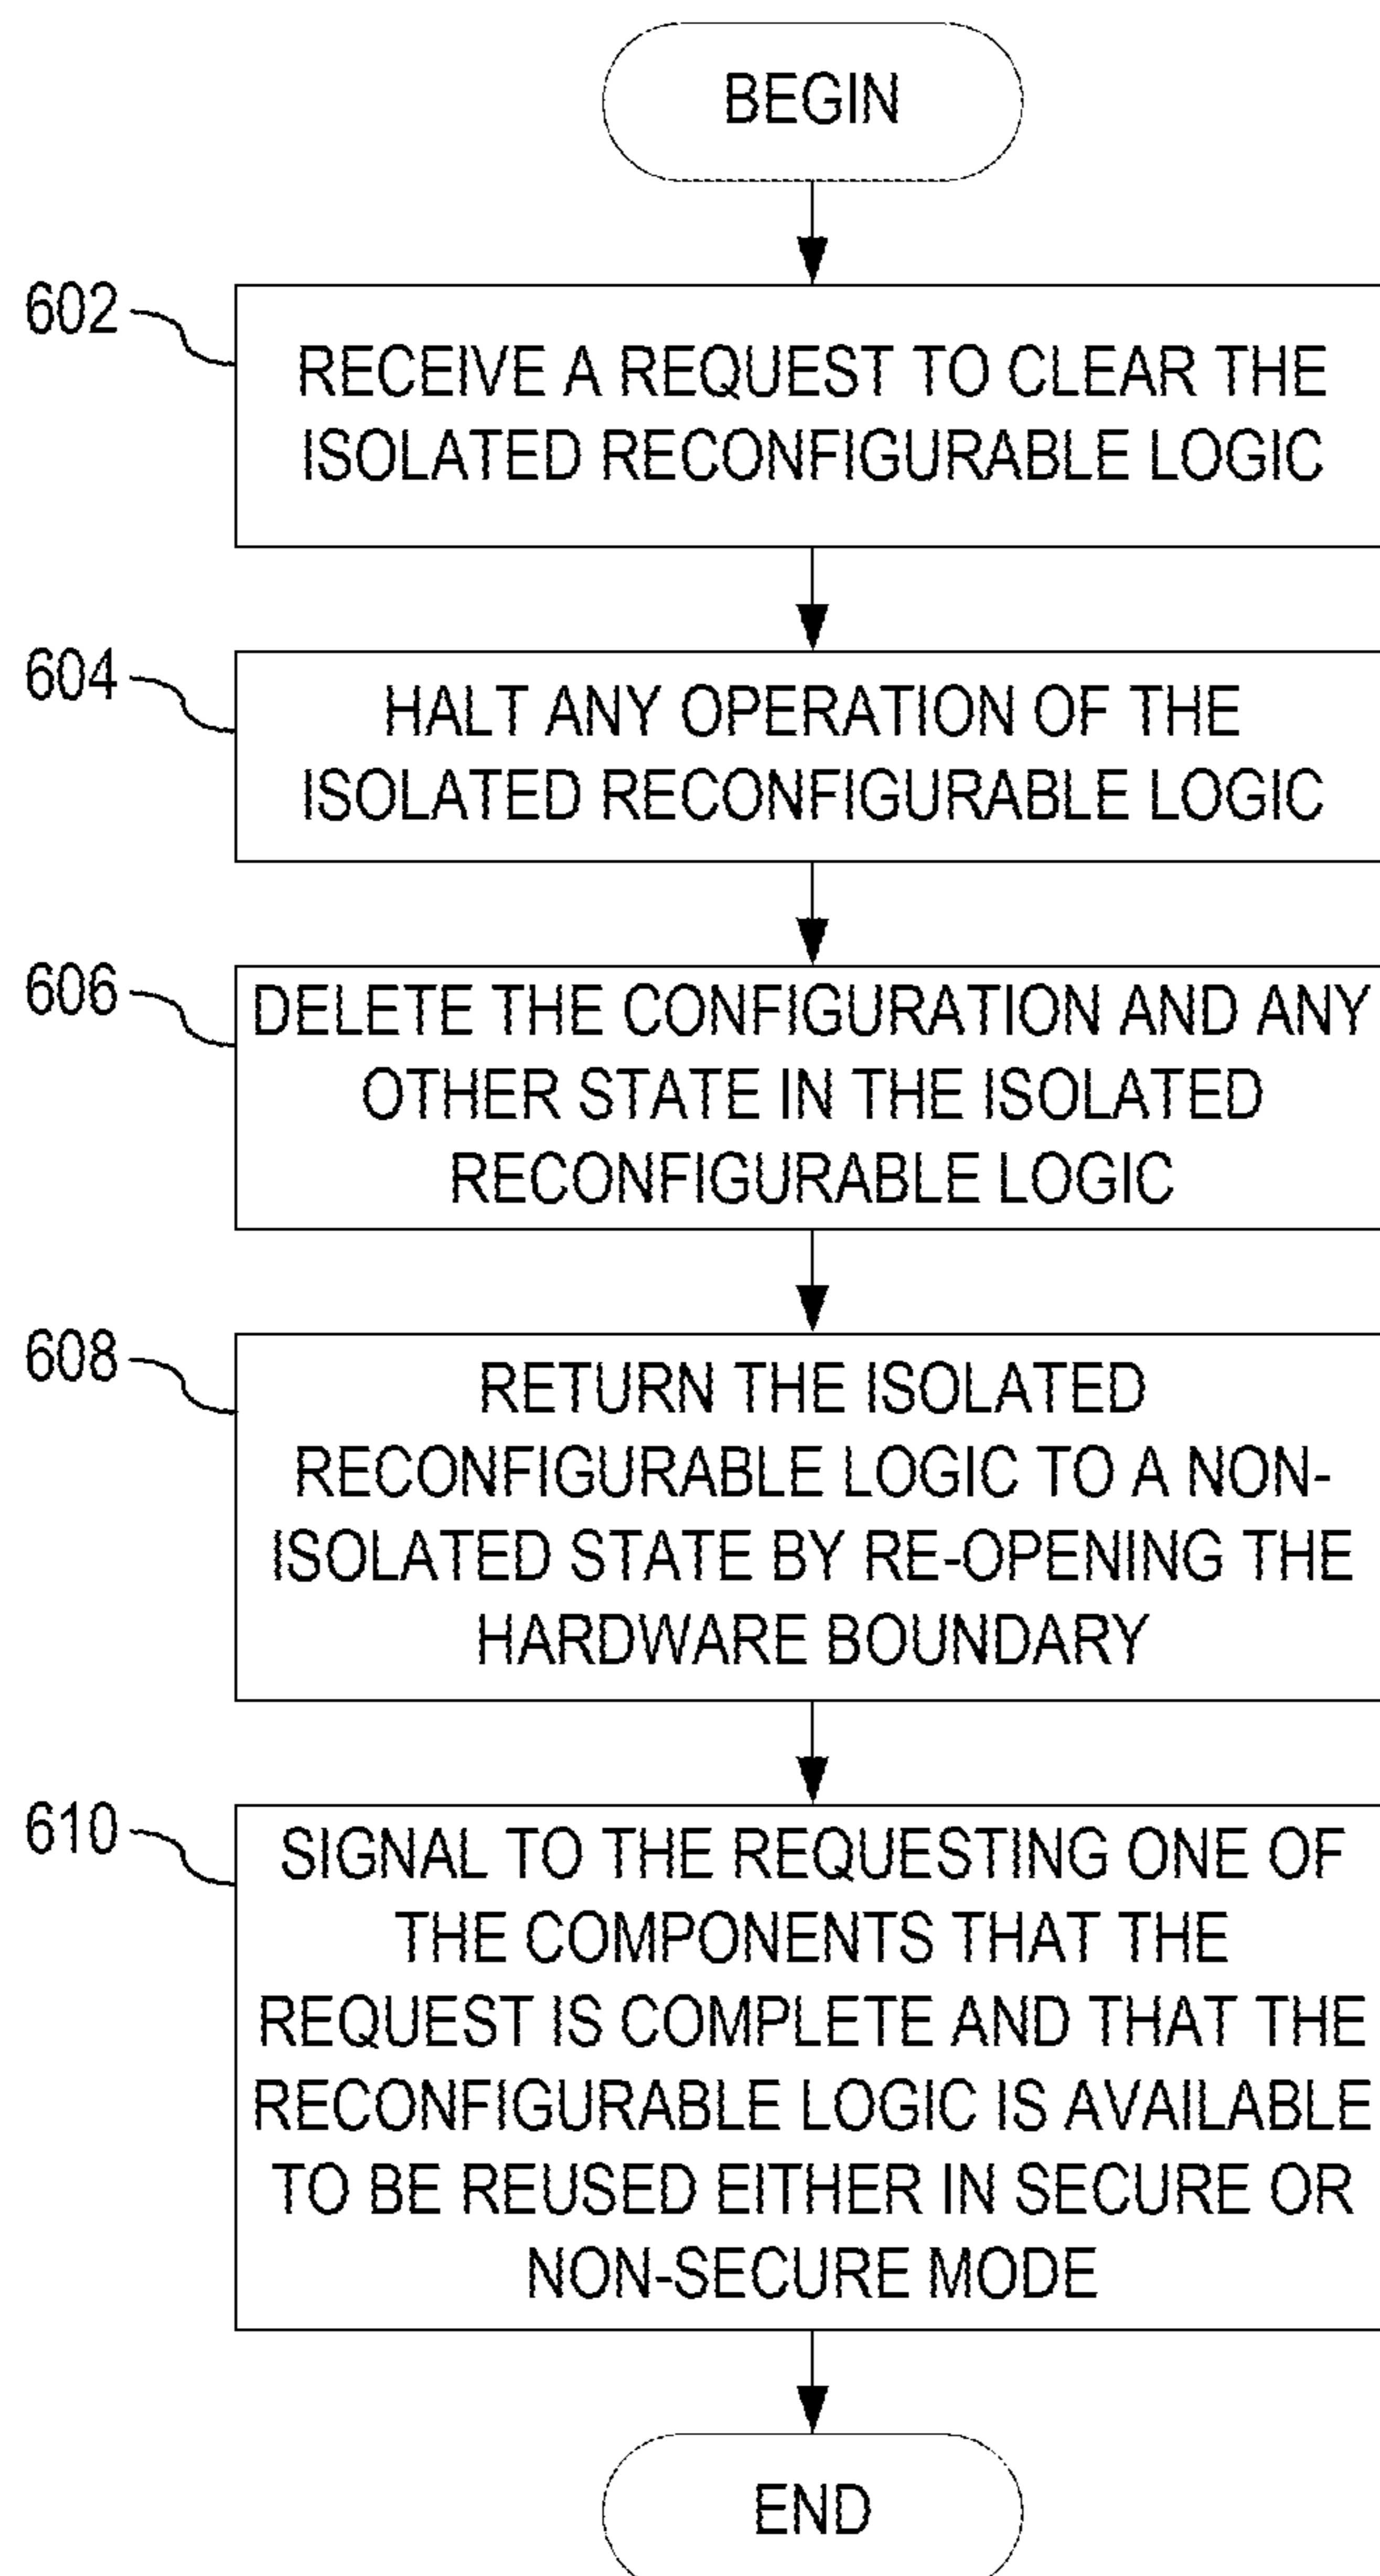 BEGIN
602
RECEIVE A REQUEST TO CLEAR THE
ISOLATED RECONFIGURABLE LOGIC
604
HALT ANY OPERATION OF THE
ISOLATED RECONFIGURABLE LOGIC
606
DELETE THE CONFIGURATION AND ANY
OTHER STATE IN THE ISOLATED
RECONFIGURABLE LOGIC
608
RETURN THE ISOLATED
RECONFIGURABLE LOGIC TO A NON-
ISOLATED STATE BY RE-OPENING THE
HARDWARE BOUNDARY
610
SIGNAL TO THE REQUESTING ONE OF
THE COMPONENTS THAT THE
REQUEST IS COMPLETE AND THAT THE
RECONFIGURABLE LOGIC IS AVAILABLE
TO BE REUSED EITHER IN SECURE OR
NON-SECURE MODE
END